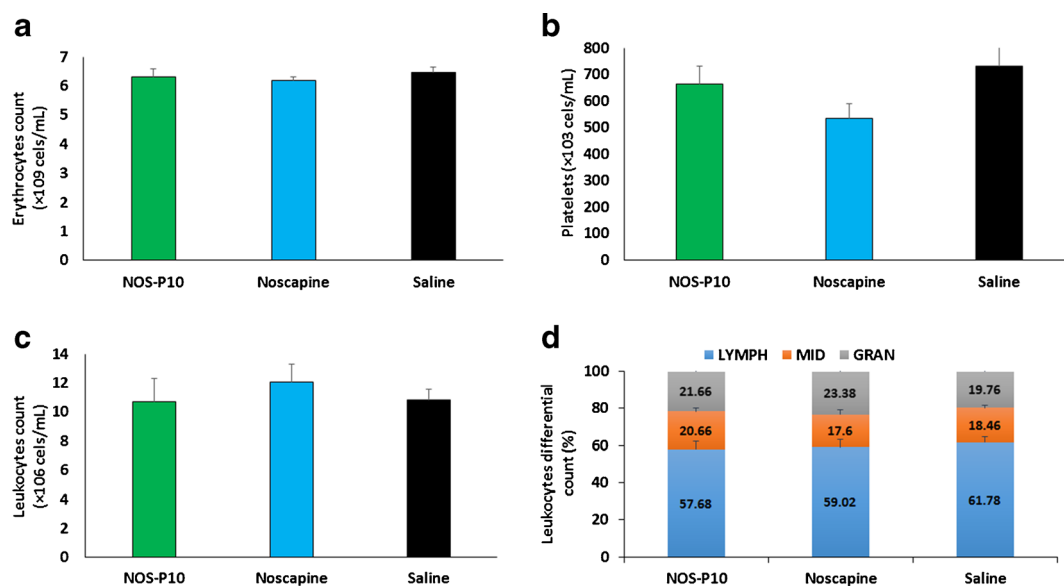 a
Erythrocytes count
(×109 cels/mL)
7
6
5
4
3
2
1
0
NOS-P10 Noscapine Saline
b
Platelets (×103 cels/mL)
800
700
600
500
400
300
200
100
0
NOS-P10 Noscapine Saline
c
Leukocytes count
(×106 cels/mL)
14
12
10
8
6
4
2
0
NOS-P10 Noscapine Saline
d
LYMPH MID GRAN
Leukocytes differential
count (%)
100
80
60
40
20
0
21.66 23.38 19.76
20.66 17.6 18.46
57.68 59.02 61.78
NOS-P10 Noscapine Saline